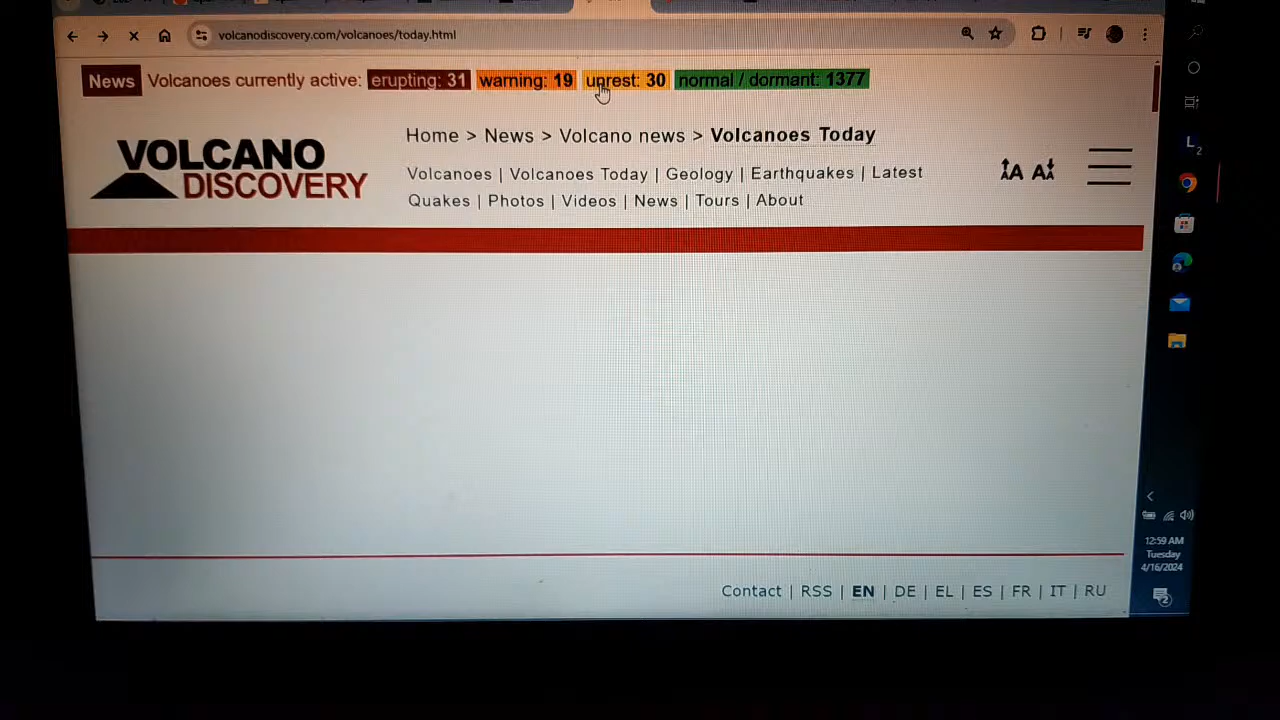 volcanodiscovery.com/volcanoes/today.html
News Volcanoes currently active: erupting: 31 warning: 19 unrest: 30 normal / dormant: 1377
Home > News > Volcano news > Volcanoes Today
VOLCANO
DISCOVERY
Volcanoes | Volcanoes Today | Geology | Earthquakes | Latest
Quakes | Photos | Videos | News | Tours | About
A A
L 2
12:59 AM
Tuesday
4/16/2024
2
Contact | RSS | EN | DE | EL | ES | FR | IT | RU